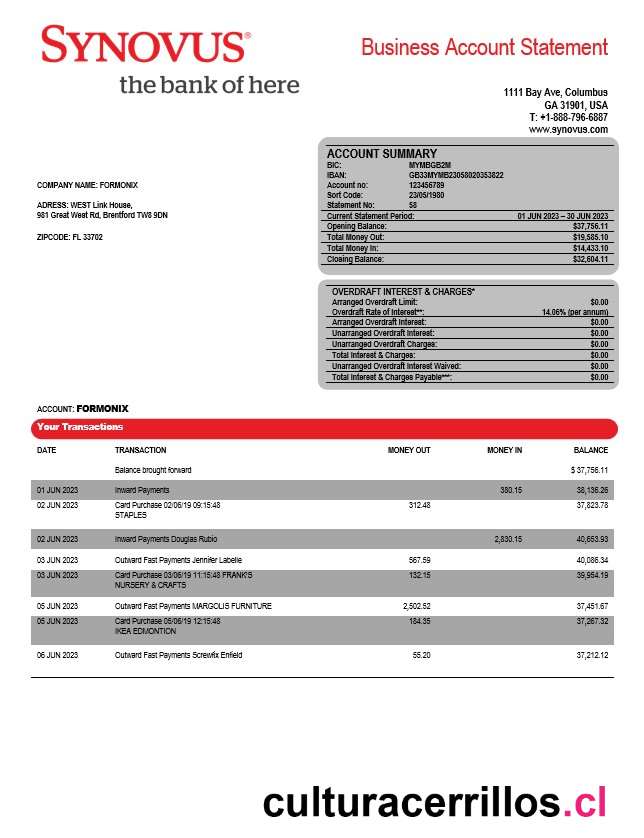 SYNOVUS®
the bank of here
Business Account Statement
1111 Bay Ave, Columbus
GA 31901, USA
T: +1-888-796-6887
www.synovus.com
ACCOUNT SUMMARY
BIC: MYMBGB2M
IBAN: GB33MYMB23058020353822
Account no: 123456789
Sort Code: 23/05/1980
Statement No: 58
Current Statement Period: 01 JUN 2023 – 30 JUN 2023
Opening Balance: $37,756.11
Total Money Out: $19,585.10
Total Money In: $14,433.10
Closing Balance: $32,604.11
COMPANY NAME: FORMONIX
ADRESS: WEST Link House,
981 Great West Rd, Brentford TW8 9DN
ZIPCODE: FL 33702
OVERDRAFT INTEREST & CHARGES*
Arranged Overdraft Limit: $0.00
Overdraft Rate of Interest**: 14.06% (per annum)
Arranged Overdraft Interest: $0.00
Unarranged Overdraft Interest: $0.00
Unarranged Overdraft Charges: $0.00
Total Interest & Charges: $0.00
Unarranged Overdraft Interest Waived: $0.00
Total Interest & Charges Payable***: $0.00
ACCOUNT: FORMONIX
Your Transactions
DATE TRANSACTION MONEY OUT MONEY IN BALANCE
Balance brought forward $ 37,756.11
01 JUN 2023 Inward Payments 380.15 38,136.26
02 JUN 2023 Card Purchase 02/06/19 09:15:48 312.48 37,823.78
STAPLES
02 JUN 2023 Inward Payments Douglas Rubio 2,830.15 40,653.93
03 JUN 2023 Outward Fast Payments Jennifer Labelle 567.59 40,086.34
03 JUN 2023 Card Purchase 03/06/19 11:15:48 FRANK'S 132.15 39,954.19
NURSERY & CRAFTS
05 JUN 2023 Outward Fast Payments MARGOLIS FURNITURE 2,502.52 37,451.67
05 JUN 2023 Card Purchase 05/06/19 12:15:48 184.35 37,267.32
IKEA EDMONTION
06 JUN 2023 Outward Fast Payments Screwfix Enfield 55.20 37,212.12
culturacerrillos.cl